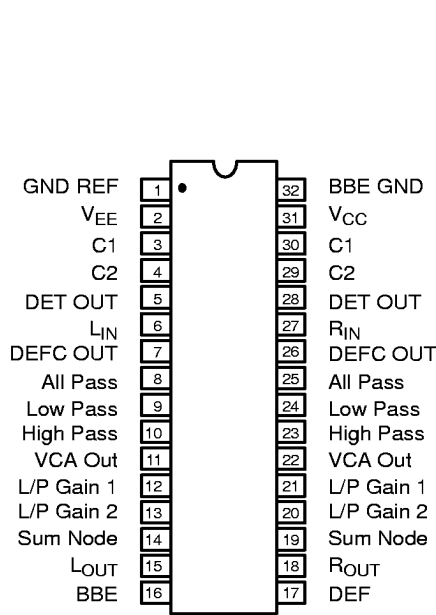 GND REF 1 32 BBE GND
VEE 2 31 VCC
C1 3 30 C1
C2 4 29 C2
DET OUT 5 28 DET OUT
LIN 6 27 RIN
DEFC OUT 7 26 DEFC OUT
All Pass 8 25 All Pass
Low Pass 9 24 Low Pass
High Pass 10 23 High Pass
VCA Out 11 22 VCA Out
L/P Gain 1 12 21 L/P Gain 1
L/P Gain 2 13 20 L/P Gain 2
Sum Node 14 19 Sum Node
LOUT 15 18 ROUT
BBE 16 17 DEF